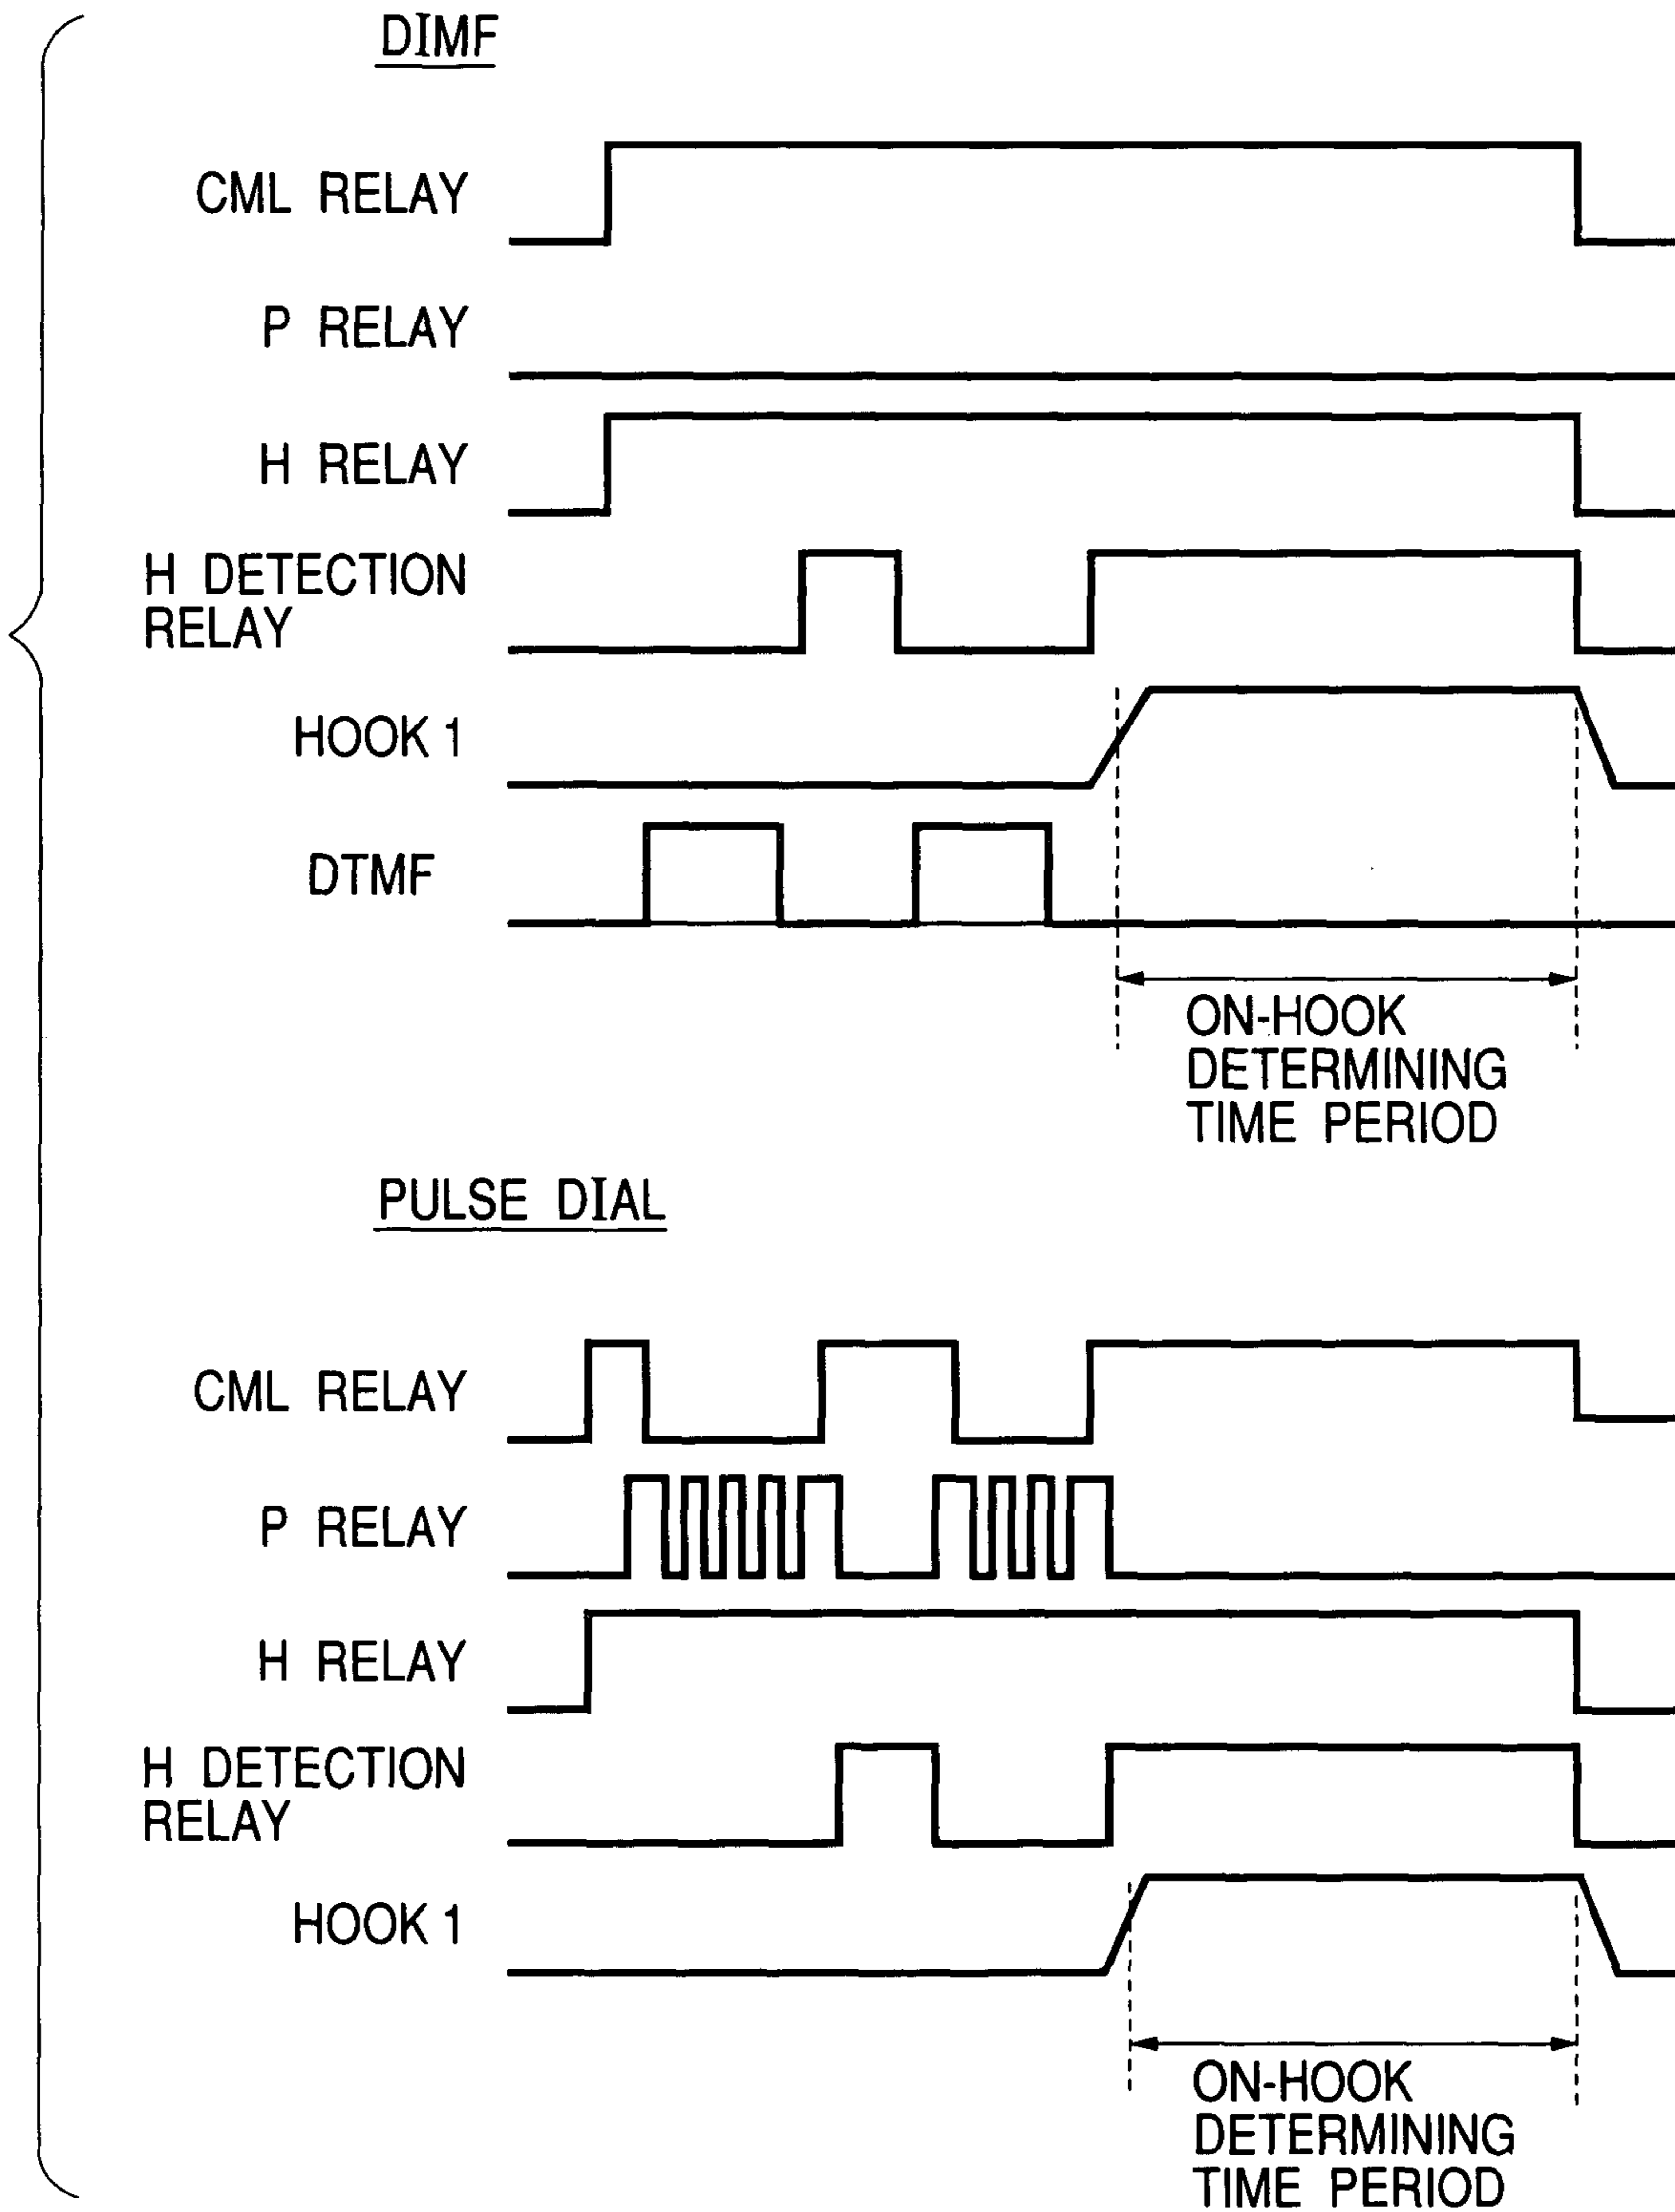 DIMF
CML RELAY
P RELAY
H RELAY
H DETECTION
RELAY
HOOK 1
DTMF
ON-HOOK
DETERMINING
TIME PERIOD
PULSE DIAL
CML RELAY
P RELAY
H RELAY
H DETECTION
RELAY
HOOK 1
ON-HOOK
DETERMINING
TIME PERIOD